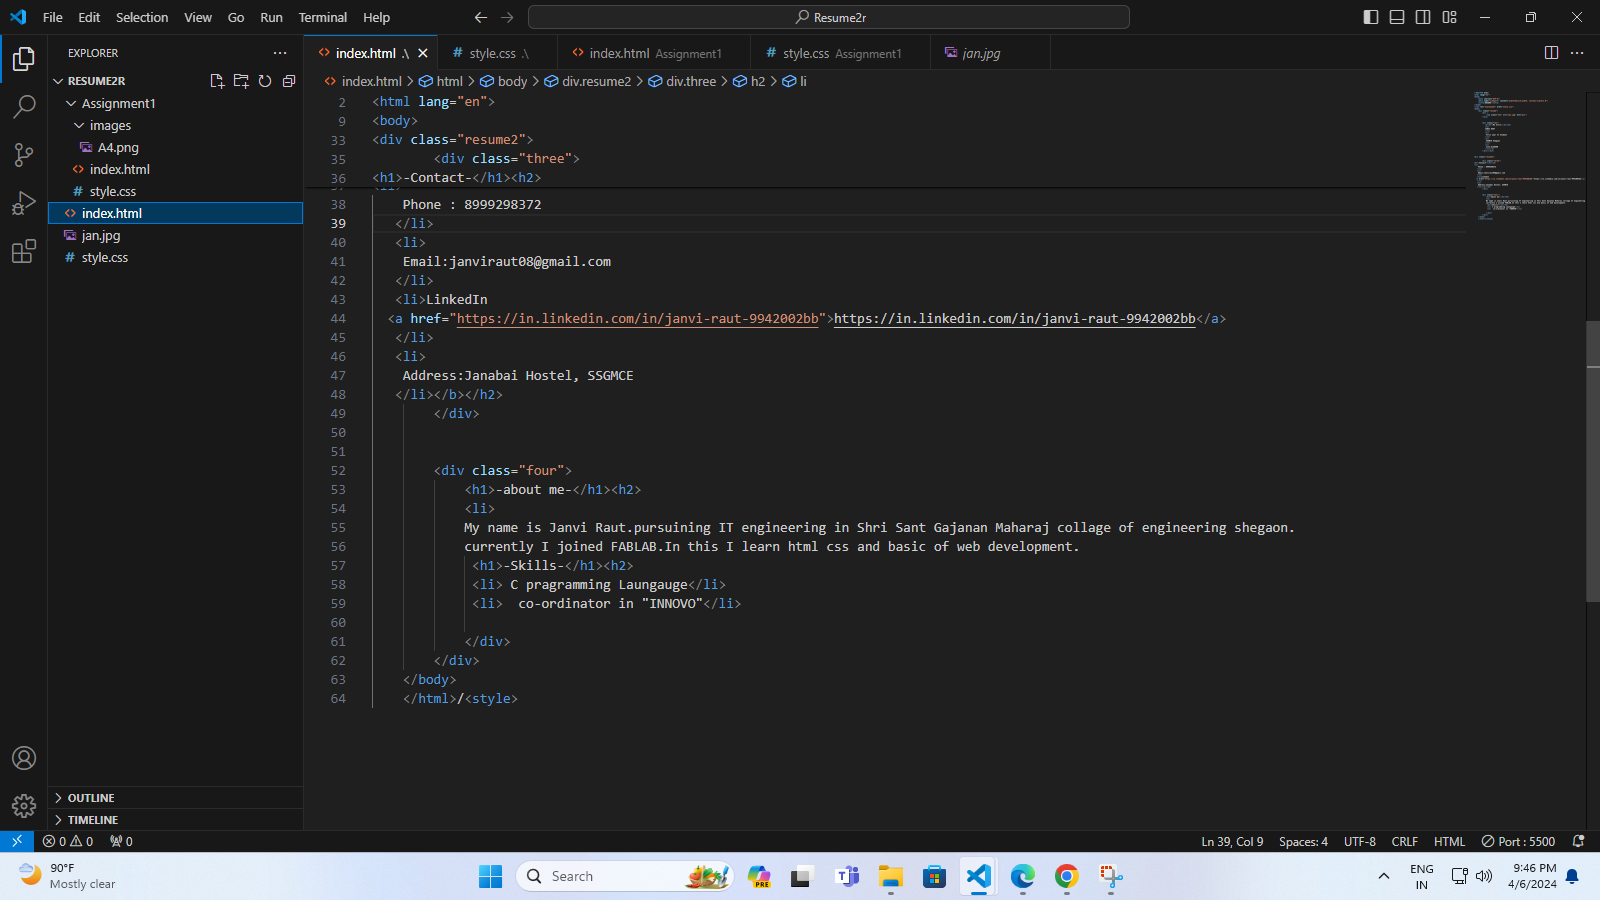 File Edit Selection View Go Run Terminal Help
Resume2r
EXPLORER
RESUME2R
Assignment1
images
A4.png
index.html
style.css
index.html
jan.jpg
style.css
OUTLINE
TIMELINE
index.html .\
style.css .\
index.html Assignment1
style.css Assignment1
jan.jpg
index.html > html > body > div.resume2 > div.three > h2 > li
2 <html lang="en">
9 <body>
33 <div class="resume2">
35 <div class="three">
36 <h1>-Contact-</h1><h2>
38 Phone : 8999298372
39 </li>
40 <li>
41 Email:janviraut08@gmail.com
42 </li>
43 <li>LinkedIn
44 <a href="https://in.linkedin.com/in/janvi-raut-9942002bb">https://in.linkedin.com/in/janvi-raut-9942002bb</a>
45 </li>
46 <li>
47 Address:Janabai Hostel, SSGMCE
48 </li></b></h2>
49 </div>
50
51
52 <div class="four">
53 <h1>-about me-</h1><h2>
54 <li>
55 My name is Janvi Raut.pursuining IT engineering in Shri Sant Gajanan Maharaj collage of engineering shegaon.
56 currently I joined FABLAB.In this I learn html css and basic of web development.
57 <h1>-Skills-</h1><h2>
58 <li> C pragramming Laungauge</li>
59 <li>  co-ordinator in "INNOVO"</li>
60
61 </div>
62 </div>
63 </body>
64 </html>/<style>
0 0 0
Ln 39, Col 9 Spaces: 4 UTF-8 CRLF HTML Port : 5500
90°F
Mostly clear
Search
PRE
ENG
IN
9:46 PM
4/6/2024